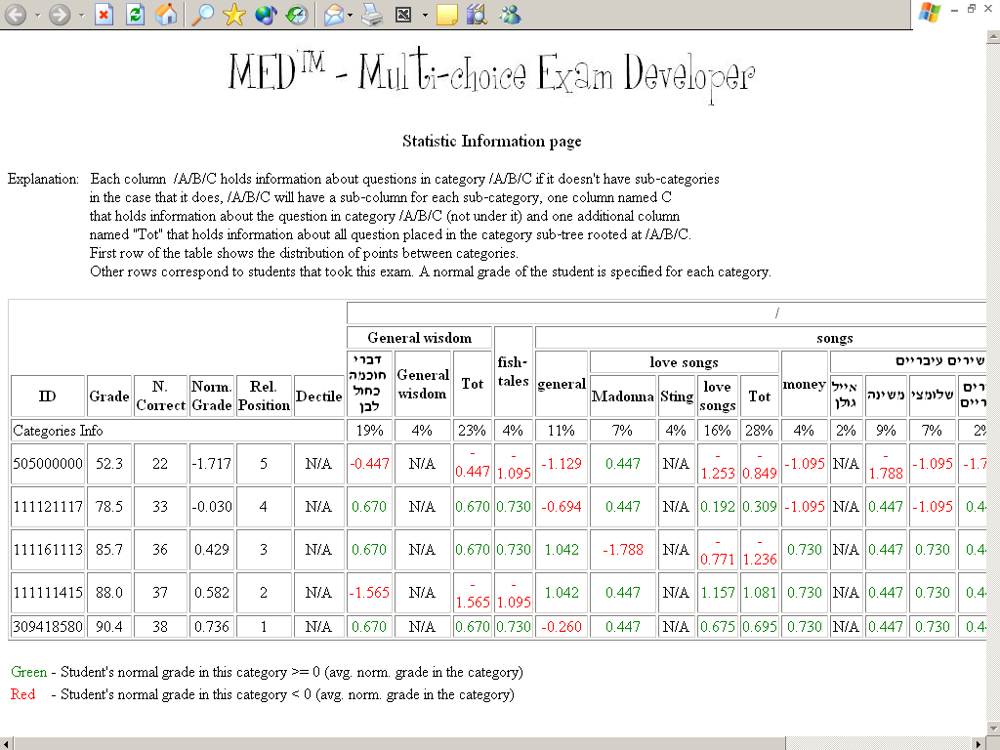 MED™ - Multi-choice Exam Developer
Statistic Information page
Explanation: Each column /A/B/C holds information about questions in category /A/B/C if it doesn't have sub-categories
in the case that it does, /A/B/C will have a sub-column for each sub-category, one column named C
that holds information about the question in category /A/B/C (not under it) and one additional column
named "Tot" that holds information about all question placed in the category sub-tree rooted at /A/B/C.
First row of the table shows the distribution of points between categories.
Other rows correspond to students that took this exam. A normal grade of the student is specified for each category.
/
General wisdom fish-tales songs
דברי חוכמה כחול לבן General wisdom Tot general love songs money שירים עיבריים
ID Grade N. Correct Norm. Grade Rel. Position Dectile Madonna Sting love songs Tot אייל גולן משינה שלומצי
Categories Info 19% 4% 23% 4% 11% 7% 4% 16% 28% 4% 2% 9% 7% 2%
505000000 52.3 22 -1.717 5 N/A -0.447 N/A -0.447 -1.095 -1.129 0.447 N/A -1.253 -0.849 -1.095 N/A -1.788 -1.095 -1.7
111121117 78.5 33 -0.030 4 N/A 0.670 N/A 0.670 0.730 -0.694 0.447 N/A 0.192 0.309 -1.095 N/A 0.447 -1.095 0.4
111161113 85.7 36 0.429 3 N/A 0.670 N/A 0.670 0.730 1.042 -1.788 N/A -0.771 -1.236 0.730 N/A 0.447 0.730 0.4
111111415 88.0 37 0.582 2 N/A -1.565 N/A -1.565 -1.095 1.042 0.447 N/A 1.157 1.081 0.730 N/A 0.447 0.730 0.4
309418580 90.4 38 0.736 1 N/A 0.670 N/A 0.670 0.730 -0.260 0.447 N/A 0.675 0.695 0.730 N/A 0.447 0.730 0.4
Green - Student's normal grade in this category >= 0 (avg. norm. grade in the category)
Red - Student's normal grade in this category < 0 (avg. norm. grade in the category)